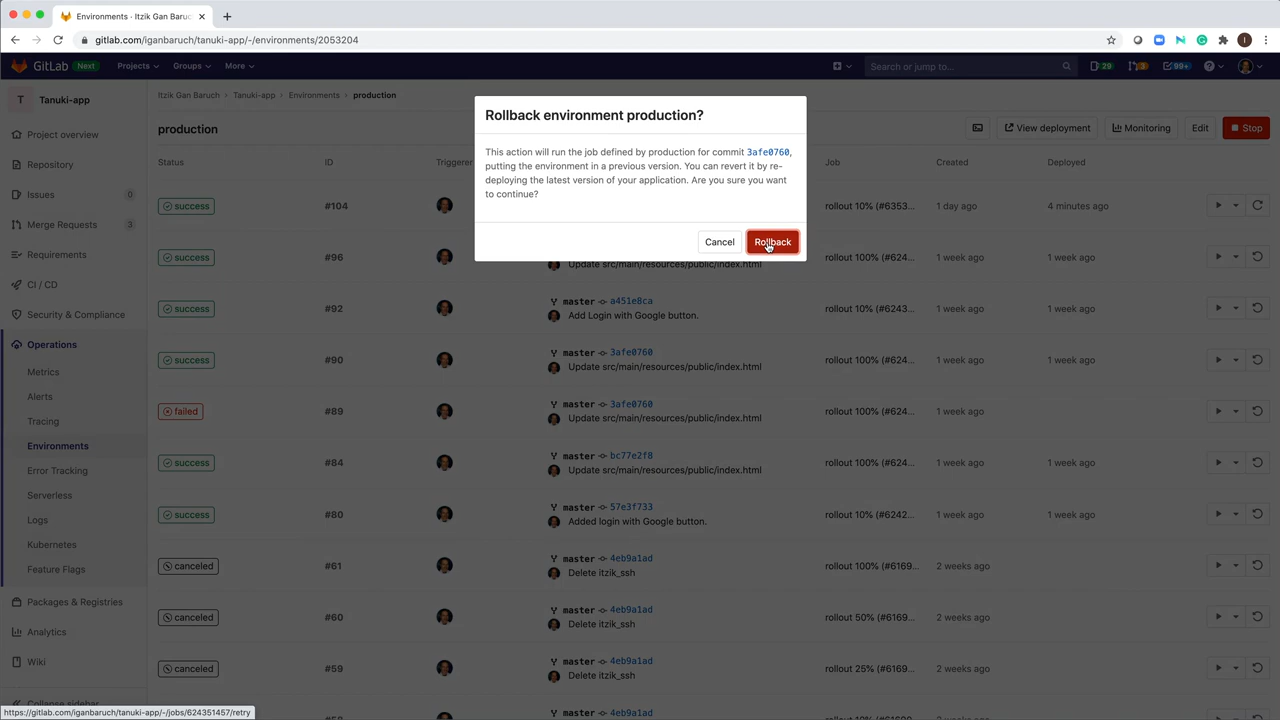 Environments · Itzik Gan Baruc
gitlab.com/iganbaruch/tanuki-app/-/environments/2053204
I
GitLab Next Projects Groups More Search or jump to... 29 3 99+
T Tanuki-app
Itzik Gan Baruch Tanuki-app Environments production
production
View deployment Monitoring Edit Stop
Project overview
Repository
Issues 0
Merge Requests 3
Requirements
CI / CD
Security & Compliance
Operations
Metrics
Alerts
Tracing
Environments
Error Tracking
Serverless
Logs
Kubernetes
Feature Flags
Packages & Registries
Analytics
Wiki
Collapse sidebar
Rollback environment production?
This action will run the job defined by production for commit 3afe0760,
putting the environment in a previous version. You can revert it by re-
deploying the latest version of your application. Are you sure you want
to continue?
Cancel Rollback
Status ID Triggerer Job Created Deployed
success #104 rollout 10% (#6353... 1 day ago 4 minutes ago
success #96 rollout 100% (#624... 1 week ago 1 week ago
Update src/main/resources/public/index.html
success #92 master a451e8ca rollout 10% (#6243... 1 week ago 1 week ago
Add Login with Google button.
success #90 master 3afe0760 rollout 100% (#624... 1 week ago 1 week ago
Update src/main/resources/public/index.html
failed #89 master 3afe0760 rollout 100% (#624... 1 week ago
Update src/main/resources/public/index.html
success #84 master bc77e2f8 rollout 100% (#624... 1 week ago 1 week ago
Update src/main/resources/public/index.html
success #80 master 57e3f733 rollout 10% (#6242... 1 week ago 1 week ago
Added login with Google button.
canceled #61 master 4eb9a1ad rollout 100% (#6169... 2 weeks ago
Delete itzik_ssh
canceled #60 master 4eb9a1ad rollout 50% (#6169... 2 weeks ago
Delete itzik_ssh
canceled #59 master 4eb9a1ad rollout 25% (#6169... 2 weeks ago
Delete itzik_ssh
master 4eb9a1ad
https://gitlab.com/iganbaruch/tanuki-app/-/jobs/624351457/retry